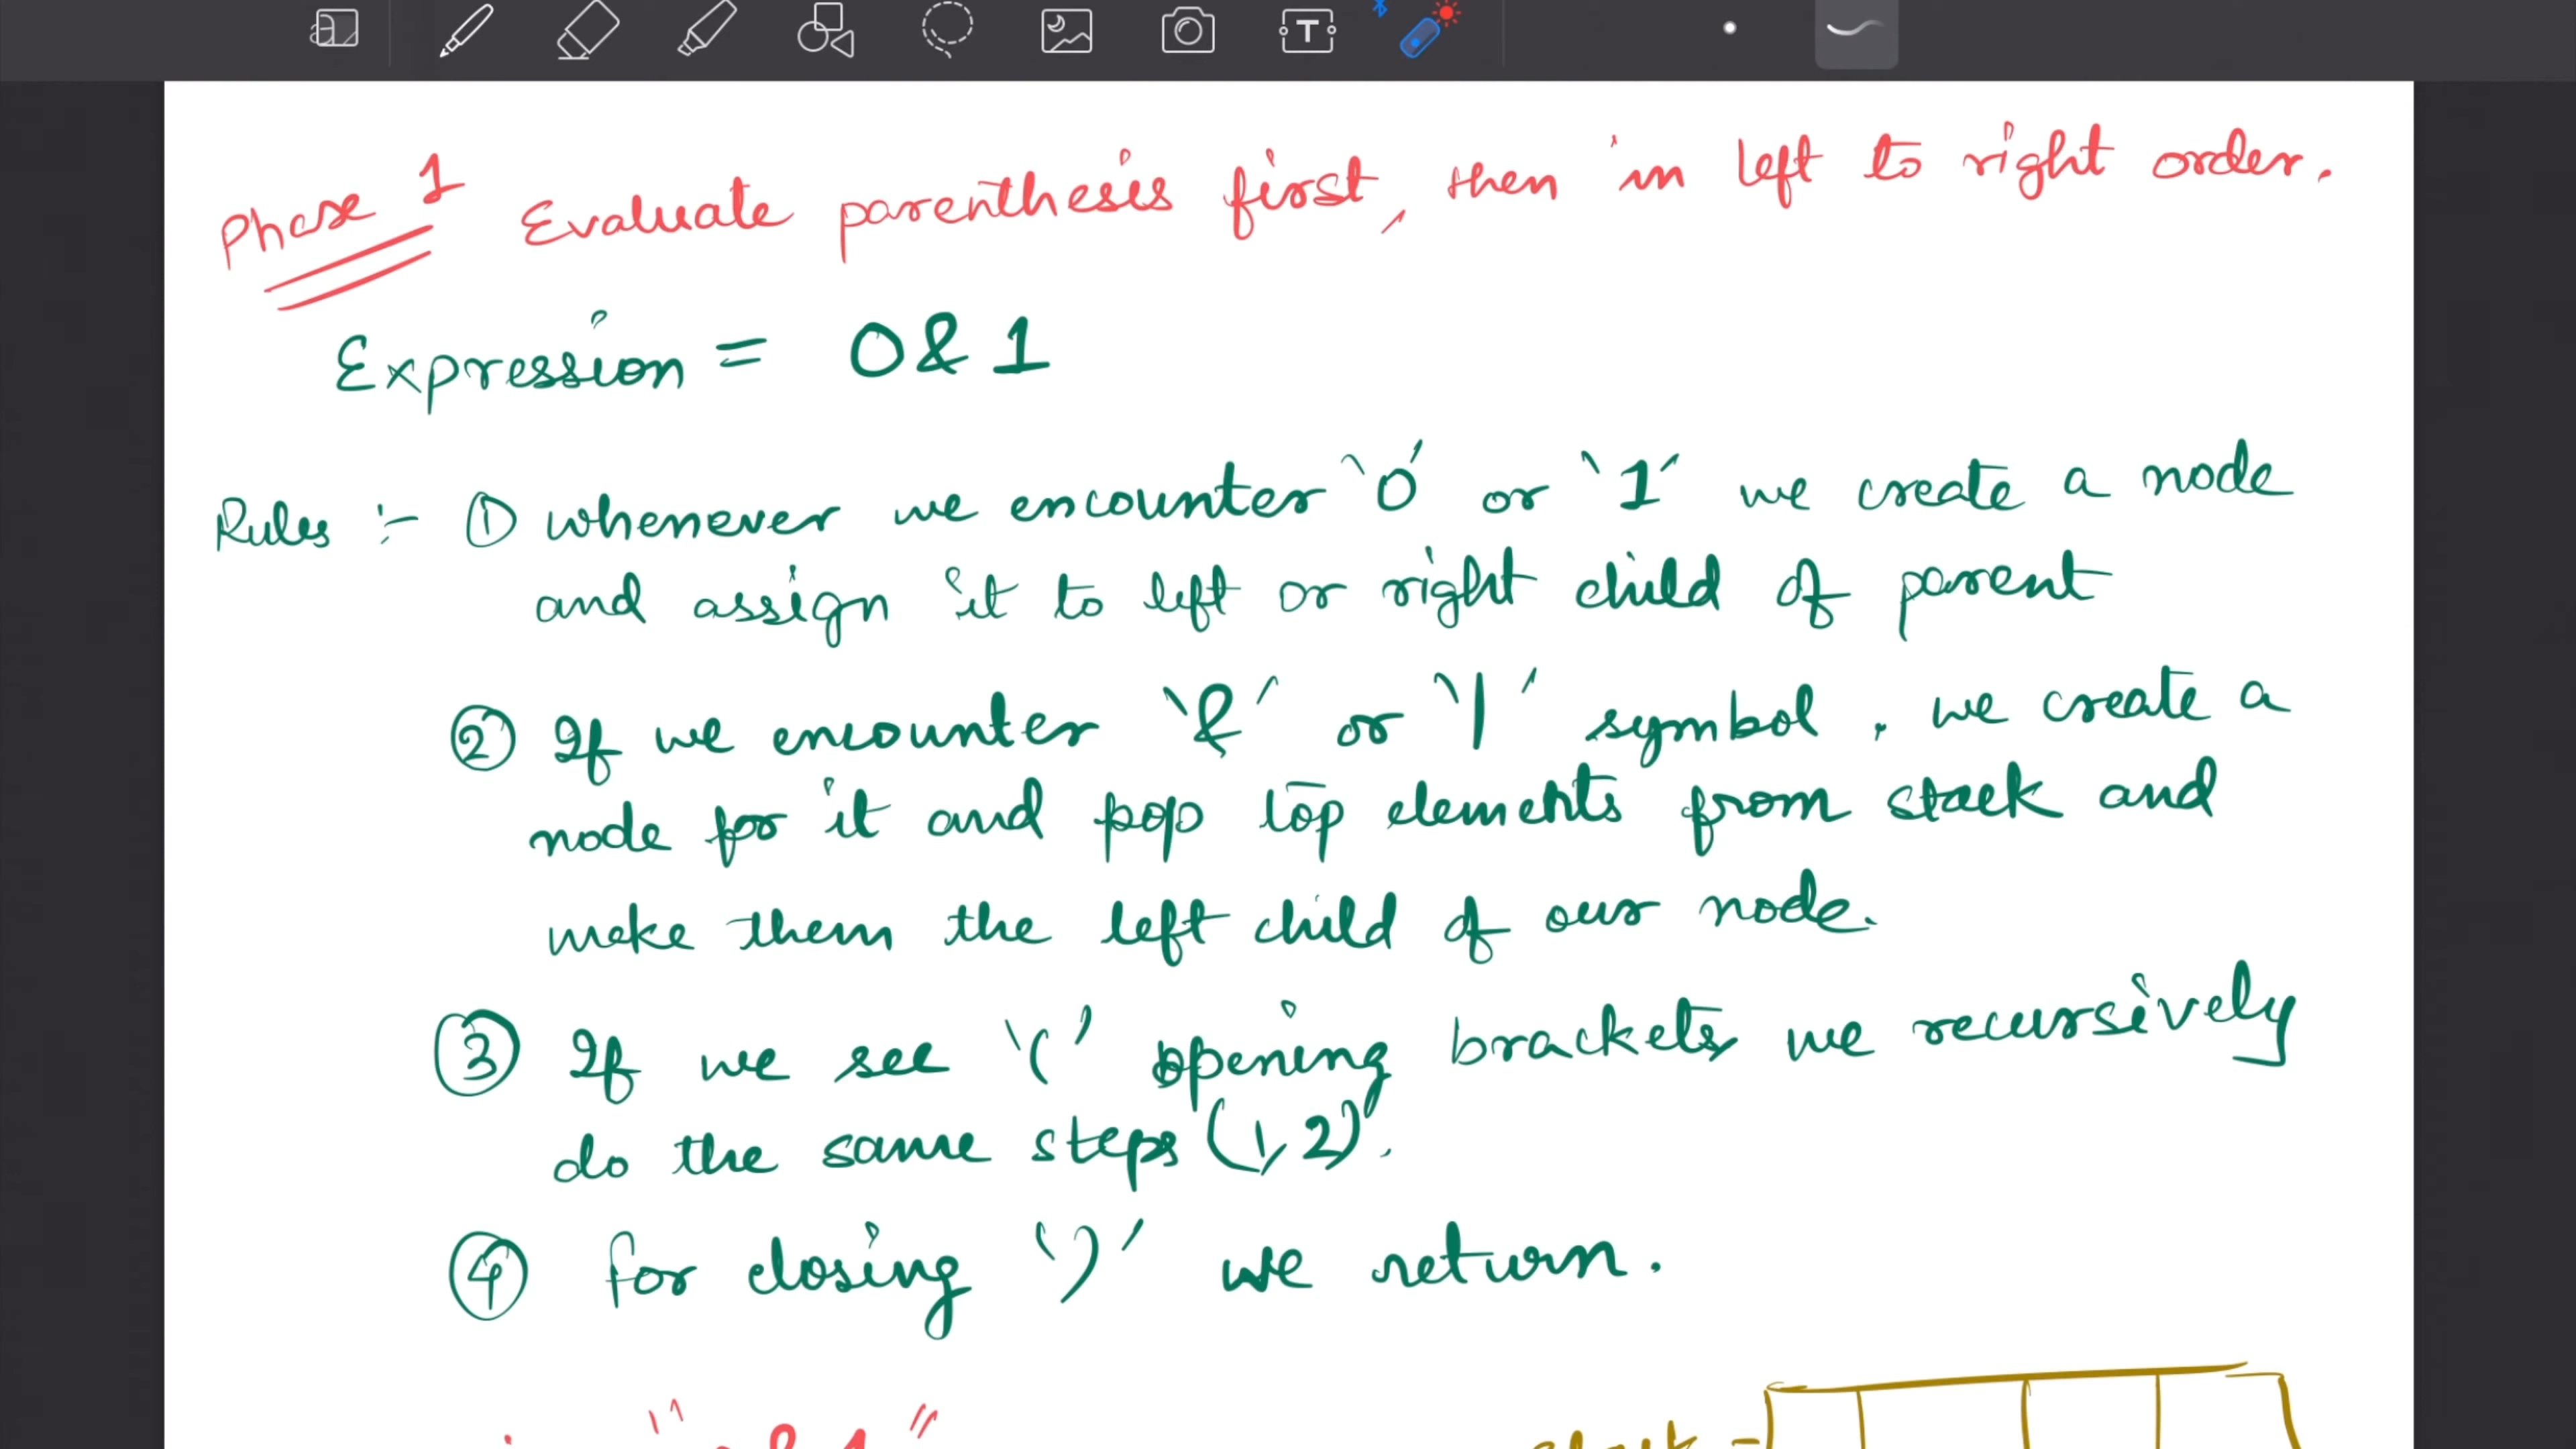 Phase 1 Evaluate parenthesis first, then in left to right order.
Expression = 0&1
Rules :- ① whenever we encounter '0' or '1' we create a node
and assign it to left or right child of parent
② If we encounter '&' or '|' symbol, we create a
node for it and pop top elements from stack and
make them the left child of our node.
③ If we see '(' opening brackets we recursively
do the same steps (1,2).
④ for closing ')' we return.